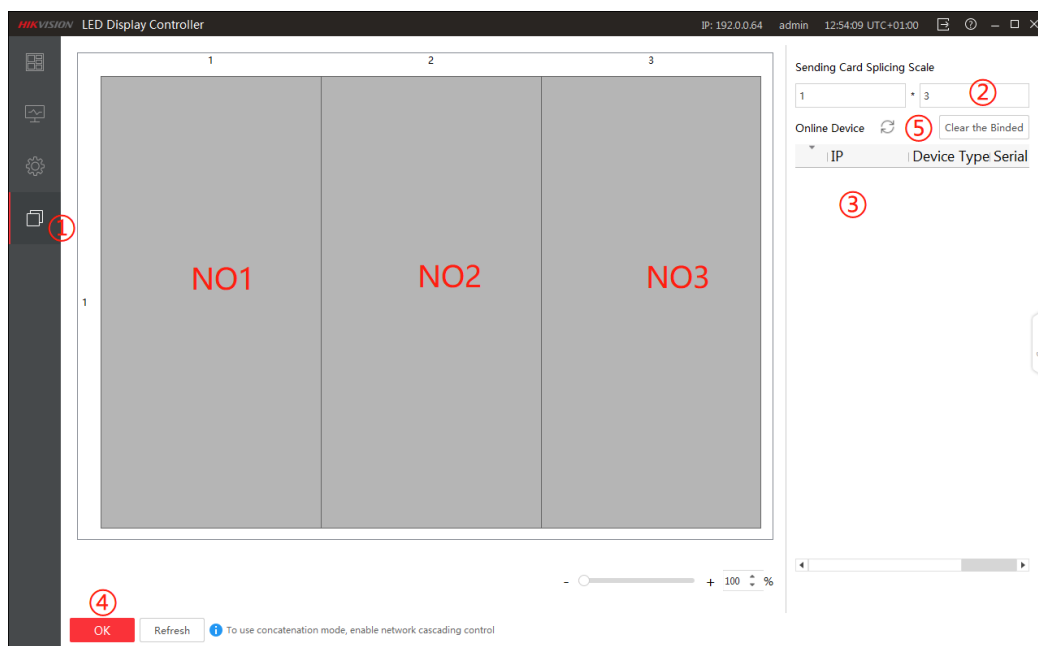 HIKVISION LED Display Controller IP: 192.0.0.64 admin 12:54:09 UTC+01:00
1 2 3
Sending Card Splicing Scale
1 * 3 ②
Online Device ⑤ Clear the Binded
IP Device Type Serial
③
①
NO1 NO2 NO3
1
- + 100 %
④
OK Refresh To use concatenation mode, enable network cascading control